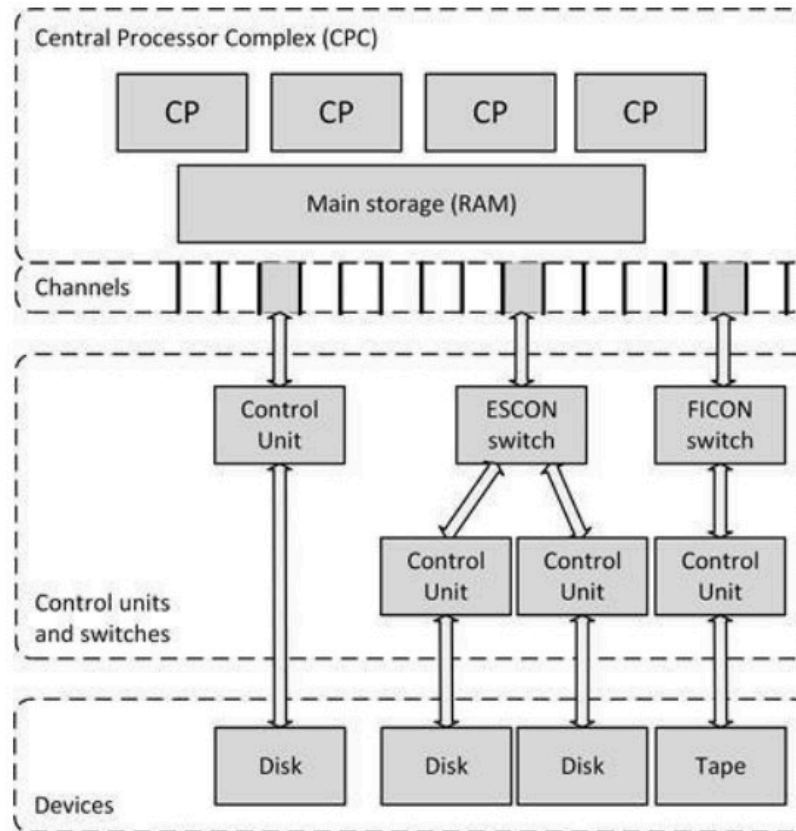 Central Processor Complex (CPC)
CP
CP
CP
CP
Main storage (RAM)
Channels
Control
Unit
ESCON
switch
FICON
switch
Control
Unit
Control
Unit
Control
Unit
Control units
and switches
Disk
Disk
Disk
Tape
Devices